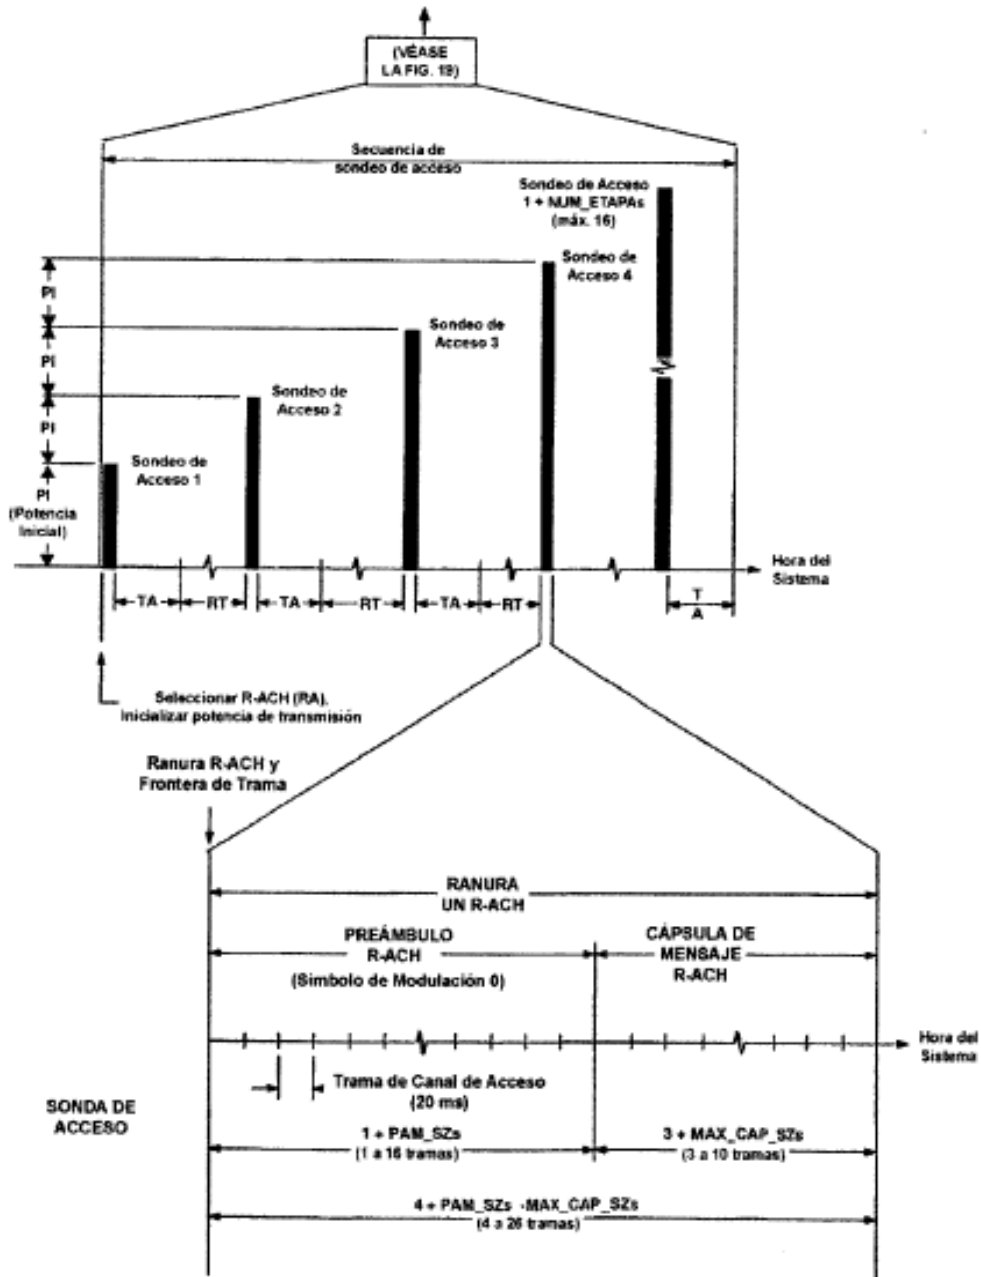 (VÉASE
LA FIG. 19)
Secuencia de
sondeo de acceso
Sondeo de Acceso
1 + NUM_ETAPAs
(máx. 16)
Sondeo de
Acceso 4
PI
Sondeo de
Acceso 3
PI
Sondeo de
Acceso 2
PI
Sondeo de
Acceso 1
PI
(Potencia
Inicial)
Hora del
Sistema
TA RT TA RT TA RT T
A
Seleccionar R-ACH (RA).
Inicializar potencia de transmisión
Ranura R-ACH y
Frontera de Trama
RANURA
UN R-ACH
PREÁMBULO
R-ACH
(Simbolo de Modulación 0)
CÁPSULA DE
MENSAJE
R-ACH
Hora del
Sistema
Trama de Canal de Acceso
(20 ms)
SONDA DE
ACCESO
1 + PAM_SZs
(1 a 16 tramas)
3 + MAX_CAP_SZs
(3 a 10 tramas)
4 + PAM_SZs -MAX_CAP_SZs
(4 a 26 tramas)